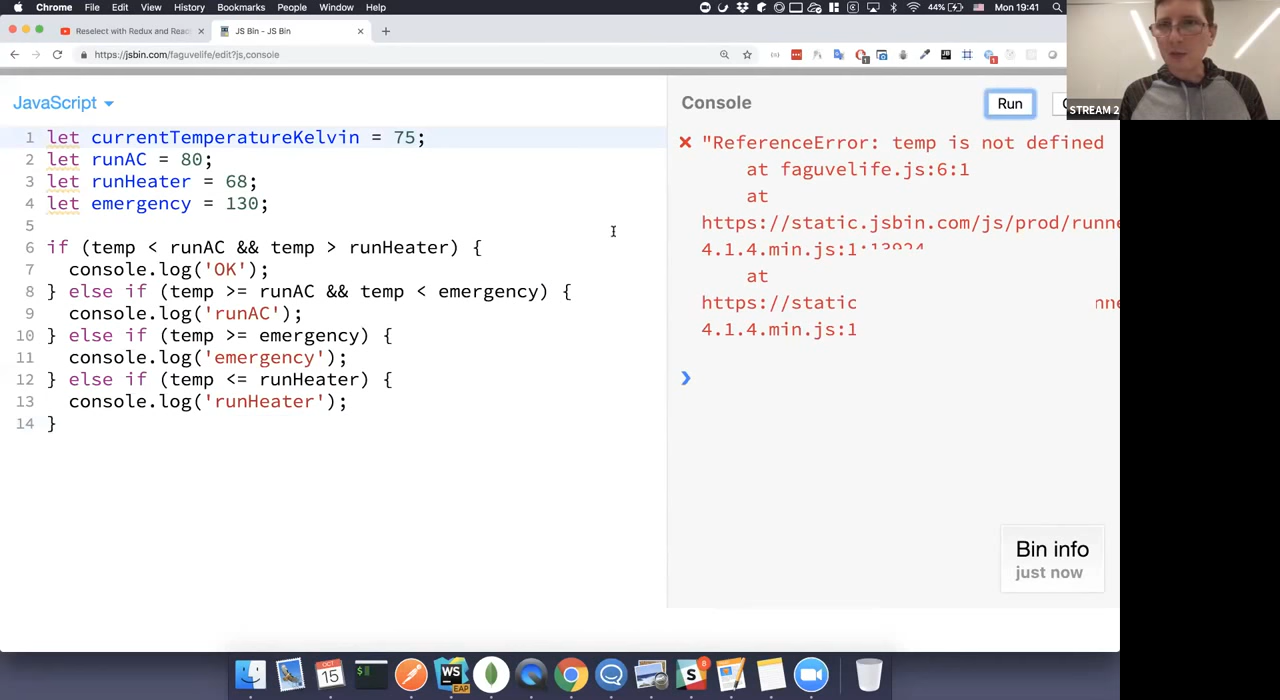 Chrome File Edit View History Bookmarks People Window Help 44% Mon 19:41
Reselect with Redux and Reac JS Bin - JS Bin
https://jsbin.com/faguvelife/edit?js,console
STREAM 2
JavaScript
Console
Run
1 let currentTemperatureKelvin = 75;
2 let runAC = 80;
3 let runHeater = 68;
4 let emergency = 130;
5
6 if (temp < runAC && temp > runHeater) {
7 console.log('OK');
8 } else if (temp >= runAC && temp < emergency) {
9 console.log('runAC');
10 } else if (temp >= emergency) {
11 console.log('emergency');
12 } else if (temp <= runHeater) {
13 console.log('runHeater');
14 }
"ReferenceError: temp is not defined
at faguvelife.js:6:1
at
https://static.jsbin.com/js/prod/runne
4.1.4.min.js:1:13924
at
https://static nne
4.1.4.min.js:1
Bin info
just now
OCT
15
WS
EAP
S
8